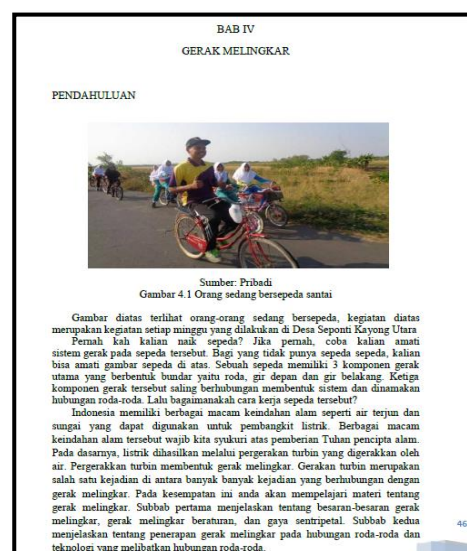 BAB IV
GERAK MELINGKAR
PENDAHULUAN
Sumber: Pribadi
Gambar 4.1 Orang sedang bersepeda santai
Gambar diatas terlihat orang-orang sedang bersepeda, kegiatan diatas
merupakan kegiatan setiap minggu yang dilakukan di Desa Seponti Kayong Utara
Pernah kah kalian naik sepeda? Jika pernah, coba kalian amati
sistem gerak pada sepeda tersebut. Bagi yang tidak punya sepeda sepeda, kalian
bisa amati gambar sepeda di atas. Sebuah sepeda memiliki 3 komponen gerak
utama yang berbentuk bundar yaitu roda, gir depan dan gir belakang. Ketiga
komponen gerak tersebut saling berhubungan membentuk sistem dan dinamakan
hubungan roda-roda. Lalu bagaimanakah cara kerja sepeda tersebut?
Indonesia memiliki berbagai macam keindahan alam seperti air terjun dan
sungai yang dapat digunakan untuk pembangkit listrik. Berbagai macam
keindahan alam tersebut wajib kita syukuri atas pemberian Tuhan pencipta alam.
Pada dasarnya, listrik dihasilkan melalui pergerakan turbin yang digerakkan oleh
air. Pergerakkan turbin membentuk gerak melingkar. Gerakan turbin merupakan
salah satu kejadian di antara banyak banyak kejadian yang berhubungan dengan
gerak melingkar. Pada kesempatan ini anda akan mempelajari materi tentang
gerak melingkar. Subbab pertama menjelaskan tentang besaran-besaran gerak
melingkar, gerak melingkar beraturan, dan gaya sentripetal. Subbab kedua
menjelaskan tentang penerapan gerak melingkar pada hubungan roda-roda dan
teknologi yang melibatkan hubungan roda-roda.
46